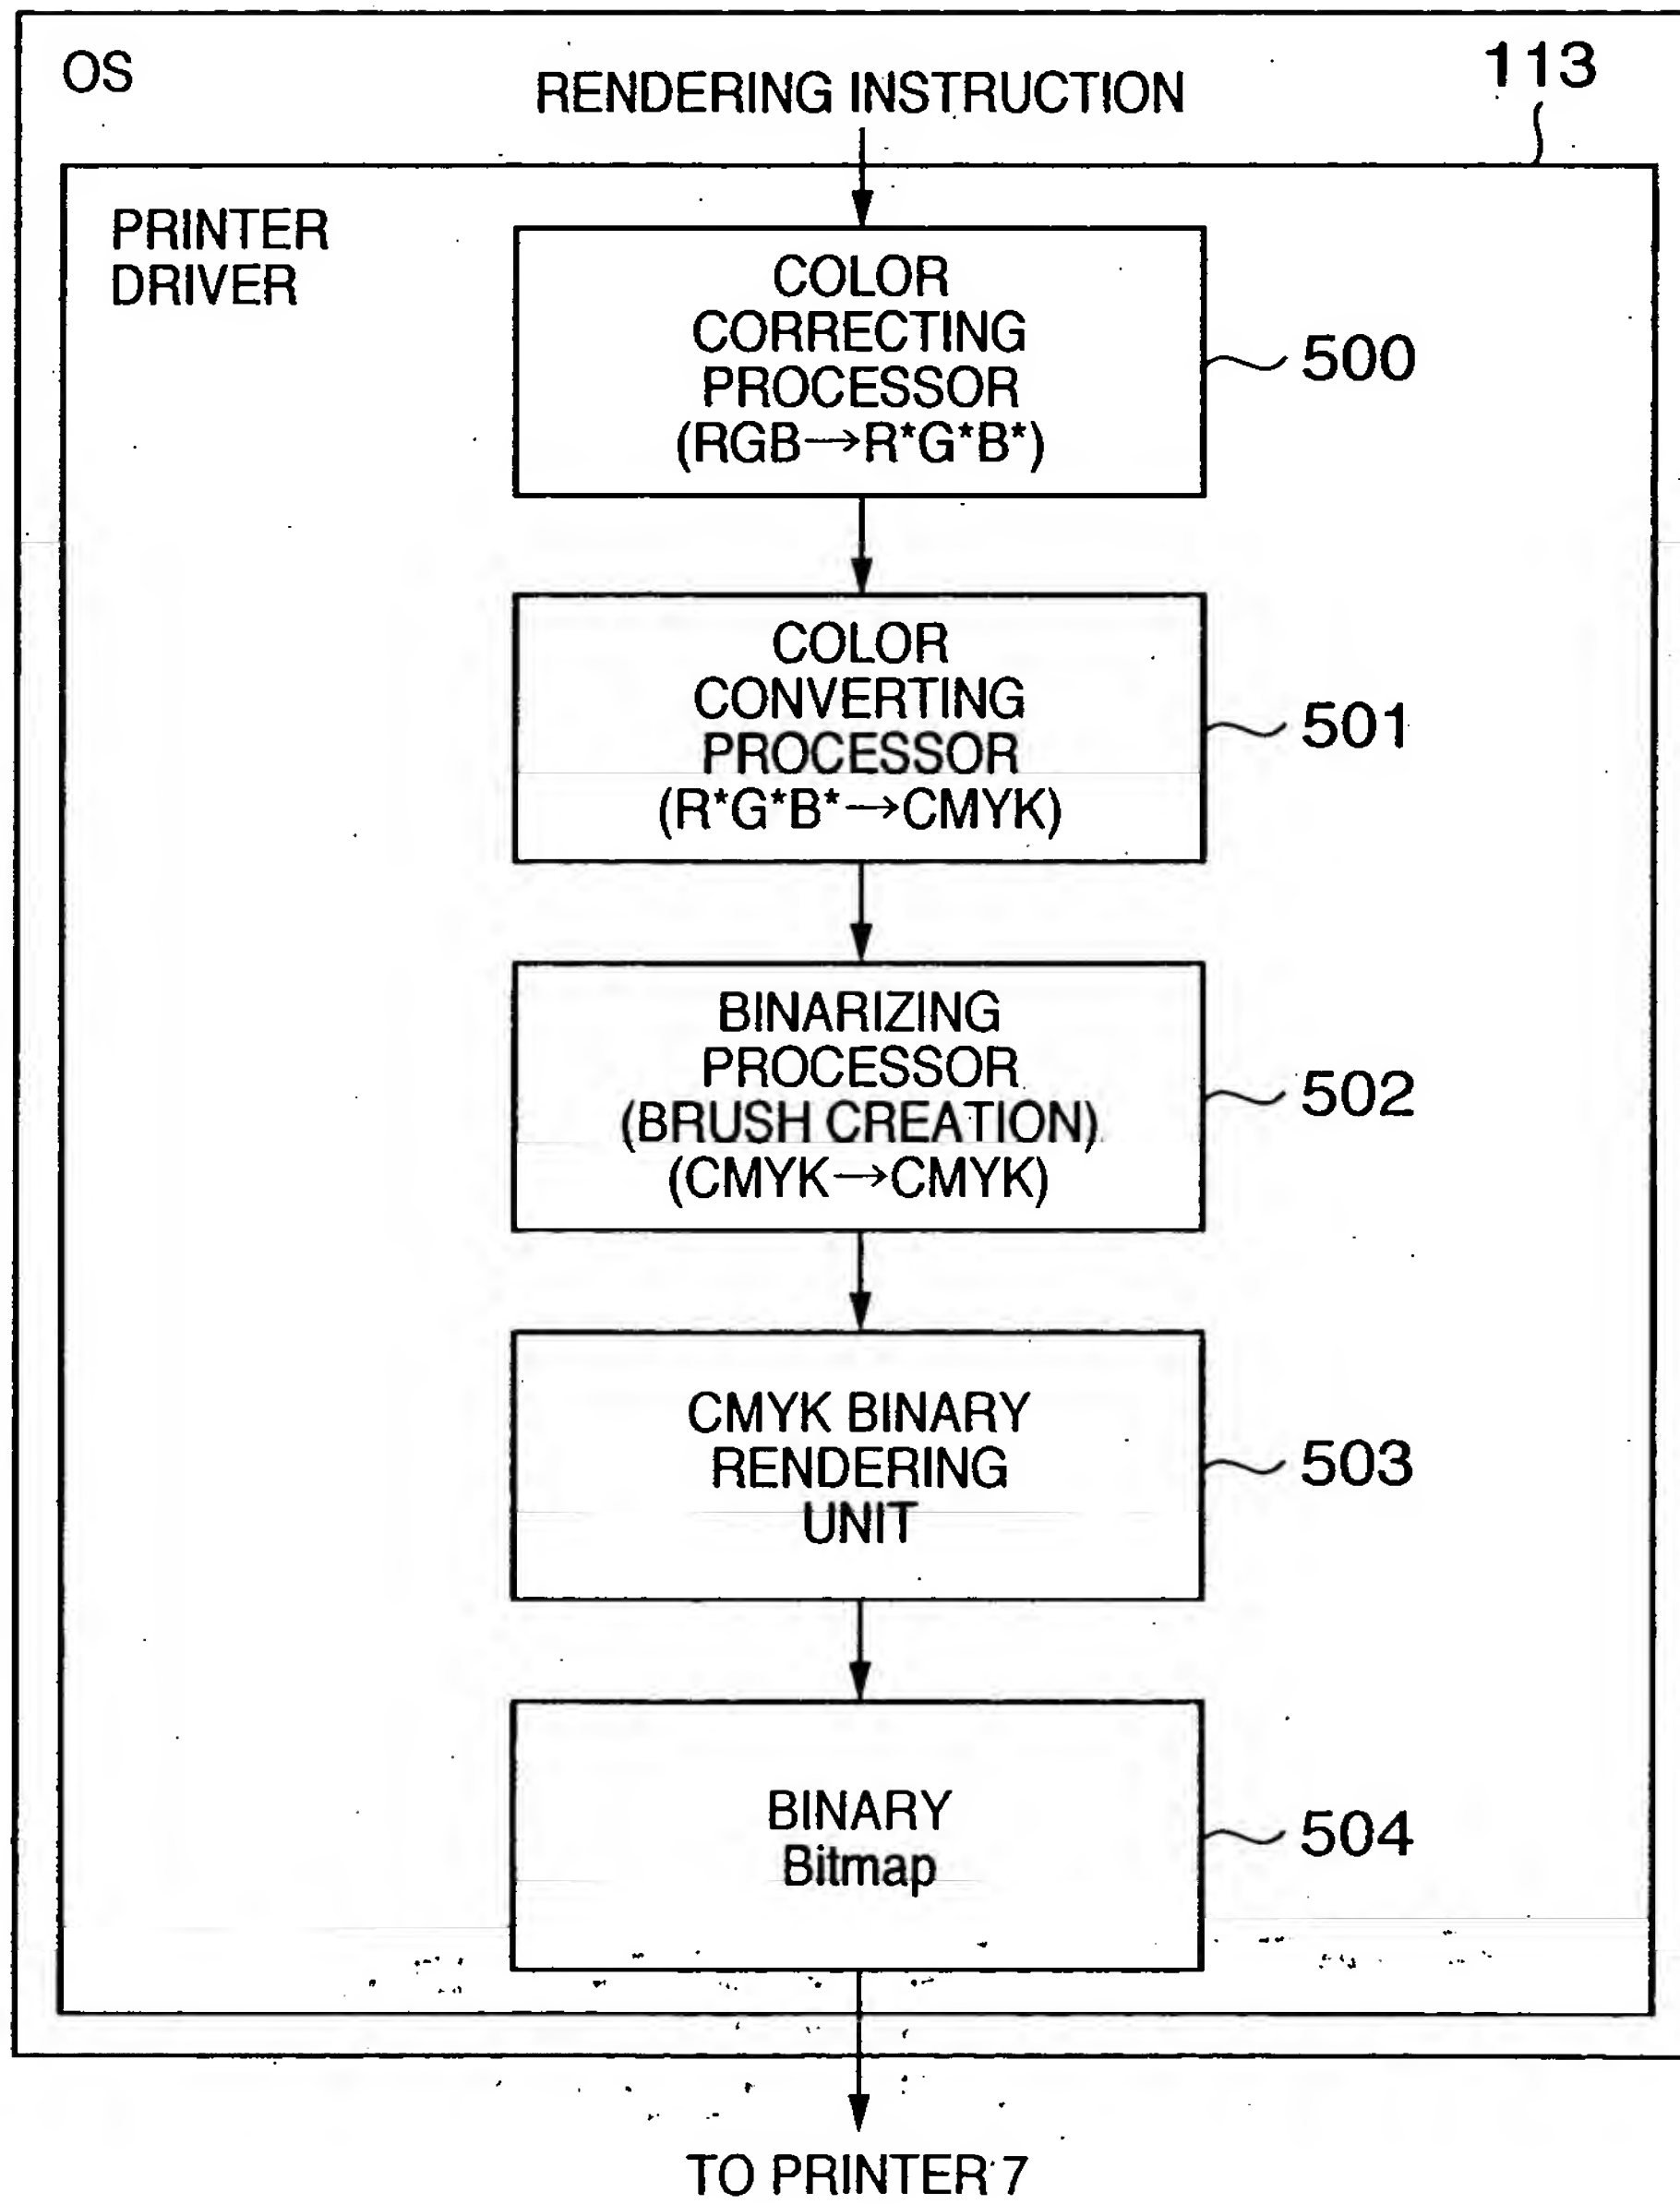 OS
RENDERING INSTRUCTION
113
PRINTER
DRIVER
COLOR
CORRECTING
PROCESSOR
(RGB→R*G*B*)
500
COLOR
CONVERTING
PROCESSOR
(R*G*B*→CMYK)
501
BINARIZING
PROCESSOR
(BRUSH CREATION)
(CMYK→CMYK)
502
CMYK BINARY
RENDERING
UNIT
503
BINARY
Bitmap
504
TO PRINTER 7